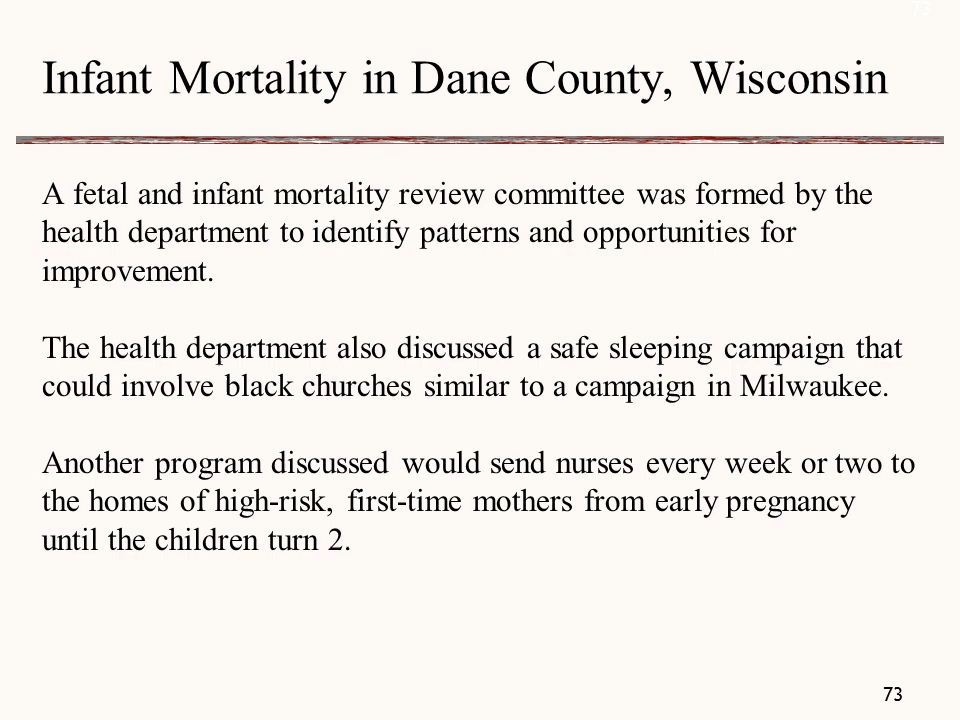 73
Infant Mortality in Dane County, Wisconsin
A fetal and infant mortality review committee was formed by the
health department to identify patterns and opportunities for
improvement.
The health department also discussed a safe sleeping campaign that
could involve black churches similar to a campaign in Milwaukee.
Another program discussed would send nurses every week or two to
the homes of high-risk, first-time mothers from early pregnancy
until the children turn 2.
73